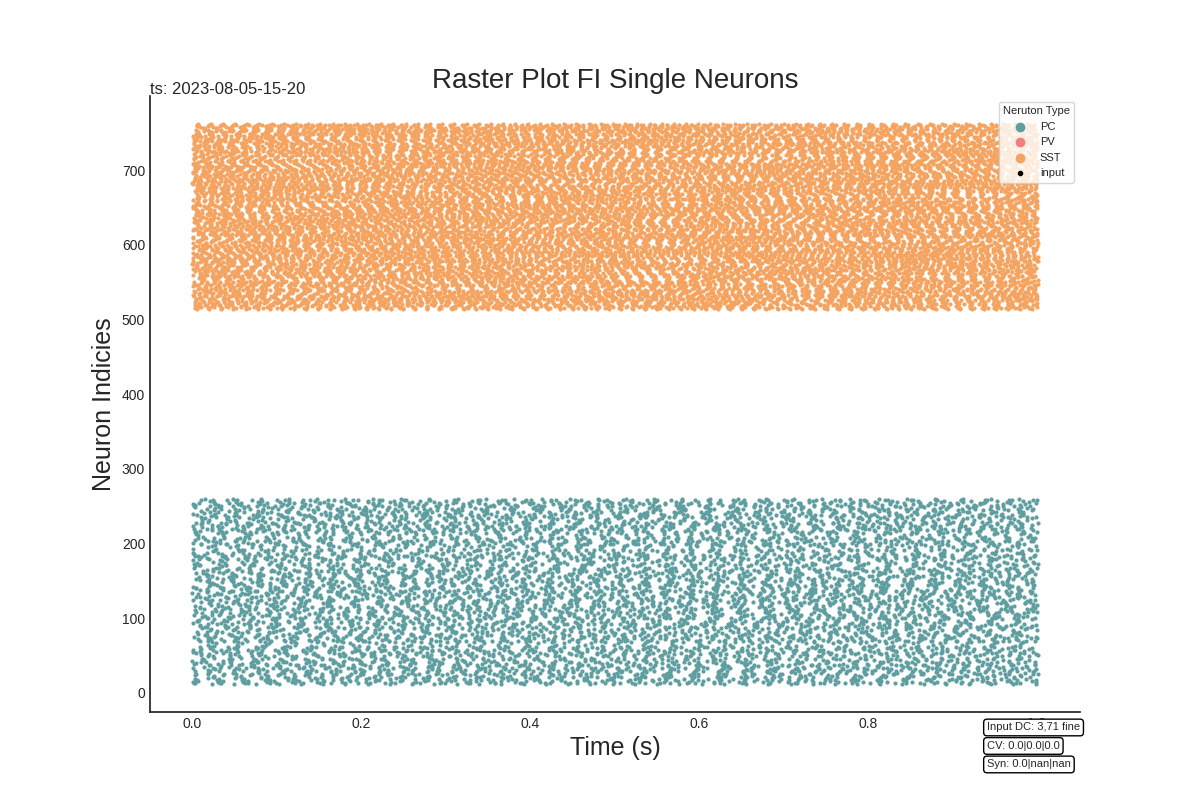 Raster Plot FI Single Neurons
ts: 2023-08-05-15-20
Neruton Type
PC
PV
SST
input
Neuron Indicies
700
600
500
400
300
200
100
0
0.0 0.2 0.4 0.6 0.8
Time (s)
Input DC: 3,71 fine
CV: 0.0|0.0|0.0
Syn: 0.0|nan|nan